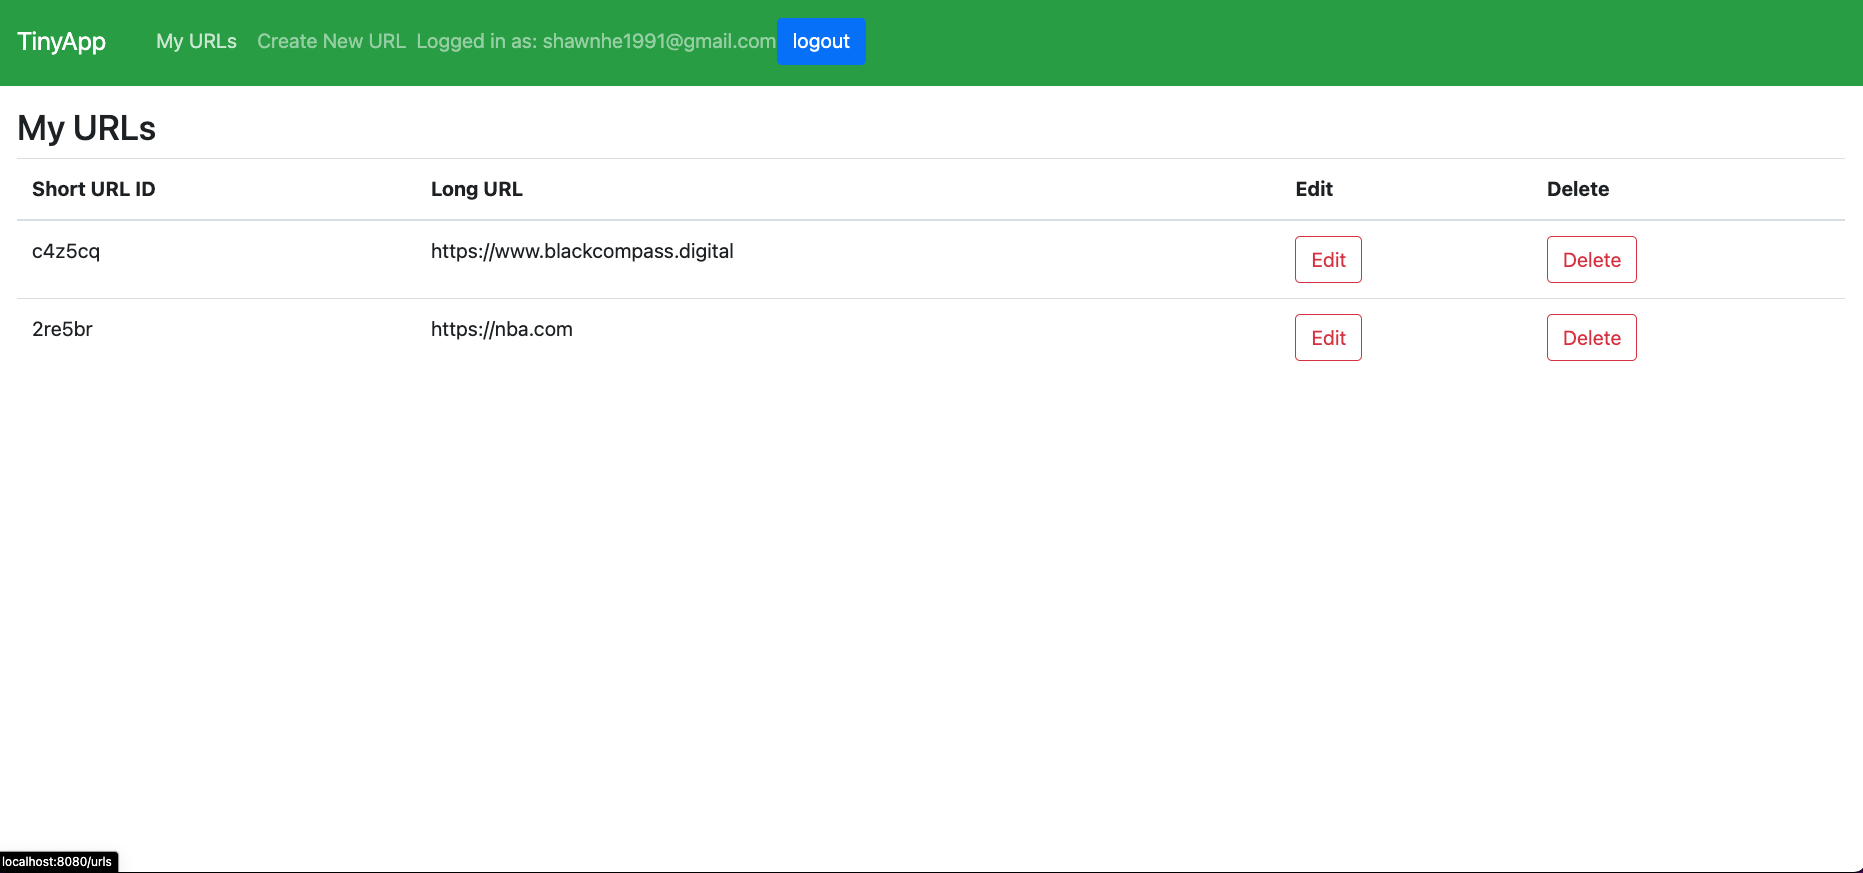 TinyApp My URLs Create New URL Logged in as: shawnhe1991@gmail.com logout
My URLs
Short URL ID Long URL Edit Delete
c4z5cq https://www.blackcompass.digital Edit Delete
2re5br https://nba.com Edit Delete
localhost:8080/urls